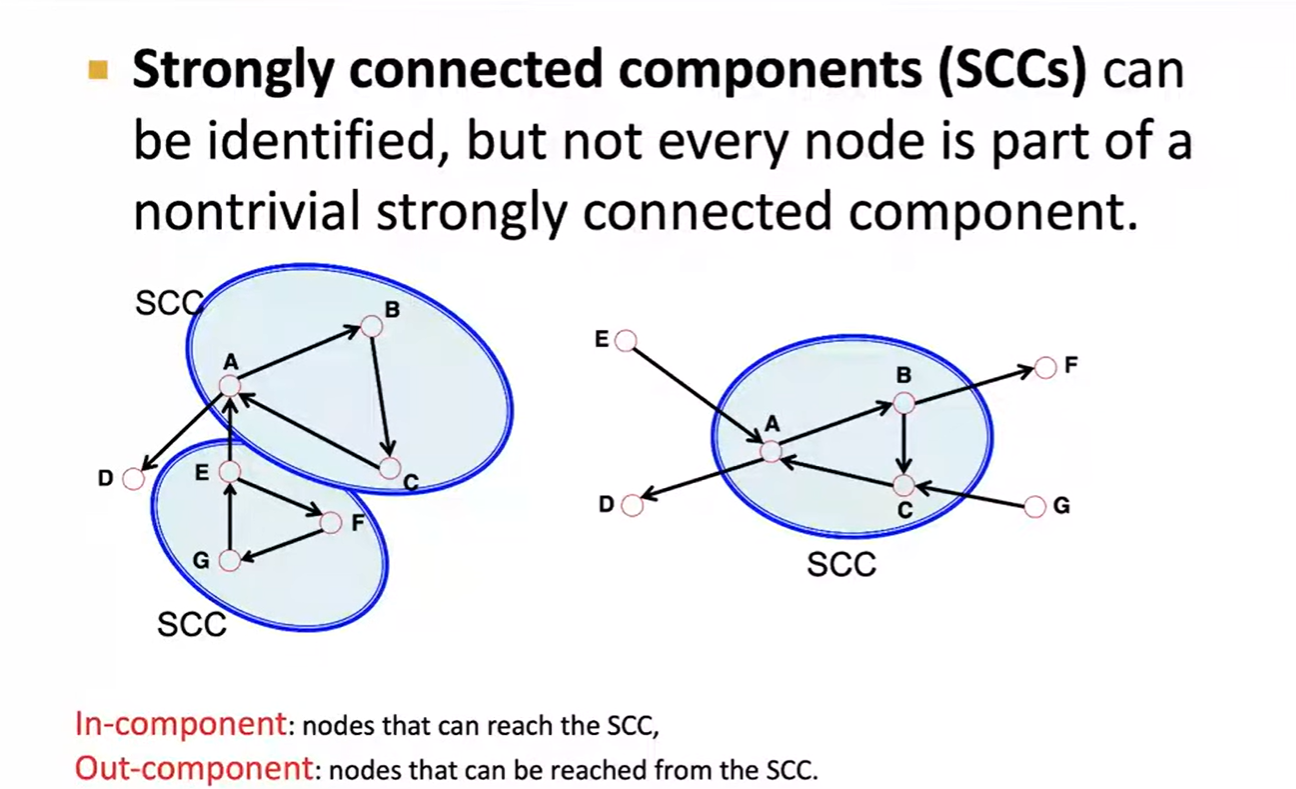 Strongly connected components (SCCs) can
be identified, but not every node is part of a
nontrivial strongly connected component.
SCC
B
A
D
E
C
F
G
SCC
E
F
B
A
D
C
G
SCC
In-component: nodes that can reach the SCC,
Out-component: nodes that can be reached from the SCC.